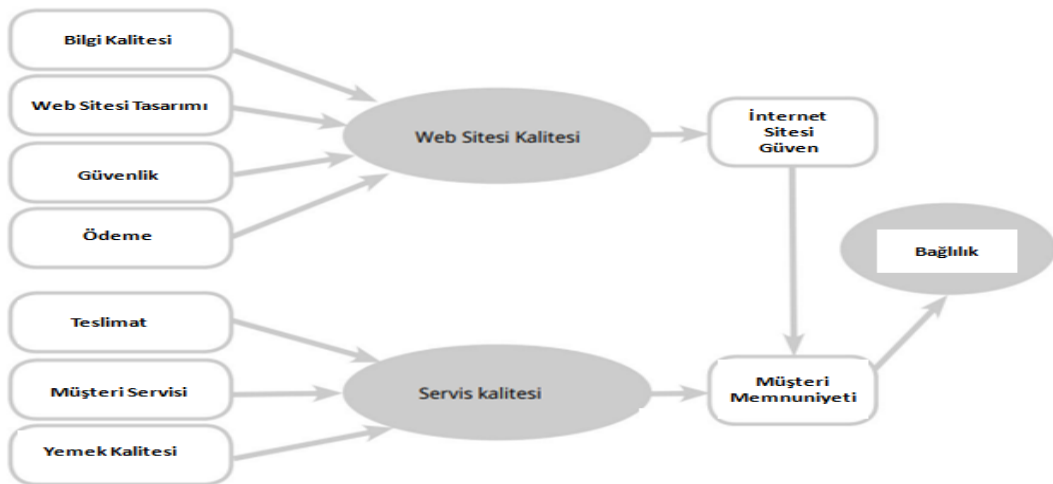 Bilgi Kalitesi
Web Sitesi Tasarımı
Güvenlik
Ödeme
Web Sitesi Kalitesi
İnternet
Sitesi
Güven
Bağlılık
Teslimat
Müşteri Servisi
Yemek Kalitesi
Servis kalitesi
Müşteri
Memnuniyeti